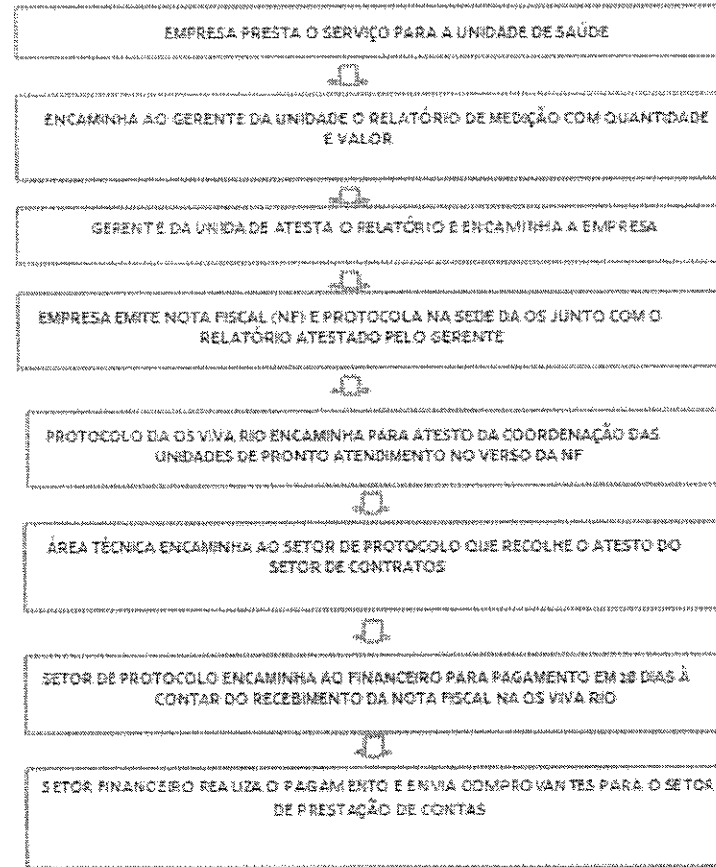 EMPRESA PRESTA O SERVIÇO PARA A UNIDADE DE SAÚDE
ENCAMINHA AO GERENTE DA UNIDADE O RELATÓRIO DE MEDIÇÃO COM QUANTIDADE
E VALOR
GERENTE DA UNIDADE ATESTA O RELATÓRIO E ENCAMINHA A EMPRESA
EMPRESA EMITE NOTA FISCAL (NF) E PROTOCOLA NA SEDE DA OS JUNTO COM O
RELATÓRIO ATESTADO PELO GERENTE
PROTOCOLO DA OS VIVA RIO ENCAMINHA PARA ATESTO DA COORDENAÇÃO DAS
UNIDADES DE PRONTO ATENDIMENTO NO VERSO DA NF
ÁREA TÉCNICA ENCAMINHA AO SETOR DE PROTOCOLO QUE RECOLHE O ATESTO DO
SETOR DE CONTRATOS
SETOR DE PROTOCOLO ENCAMINHA AO FINANCEIRO PARA PAGAMENTO EM DIAS À
CONTAR DO RECEBIMENTO DA NOTA FISCAL NA OS VIVA RIO
SETOR FINANCEIRO REALIZA O PAGAMENTO E ENVIA COMPROVANTES PARA O SETOR
DE PRESTAÇÃO DE CONTAS